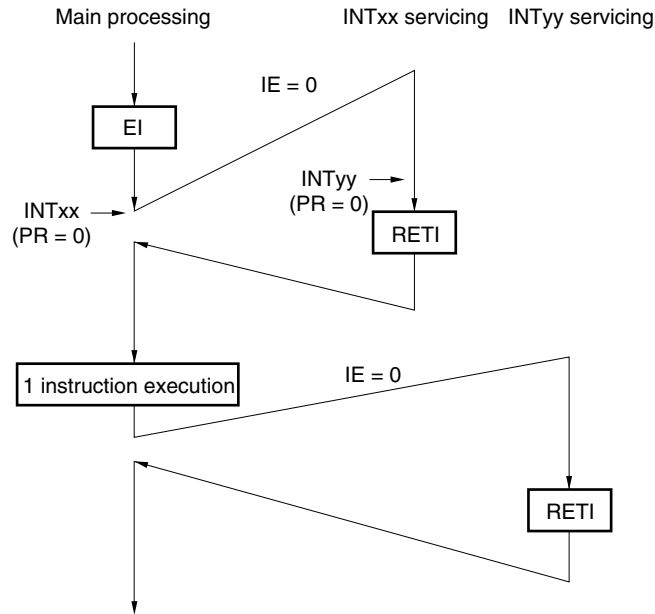 Main processing
INTxx servicing
INTyy servicing
IE = 0
EI
INTyy
(PR = 0)
INTxx
(PR = 0)
RETI
1 instruction execution
IE = 0
RETI